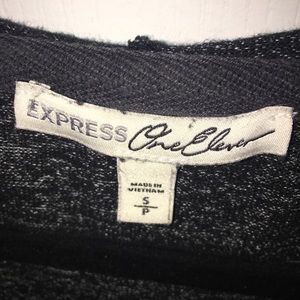 EXPRESS One Eleven
MADE IN
VIETNAM
S
P